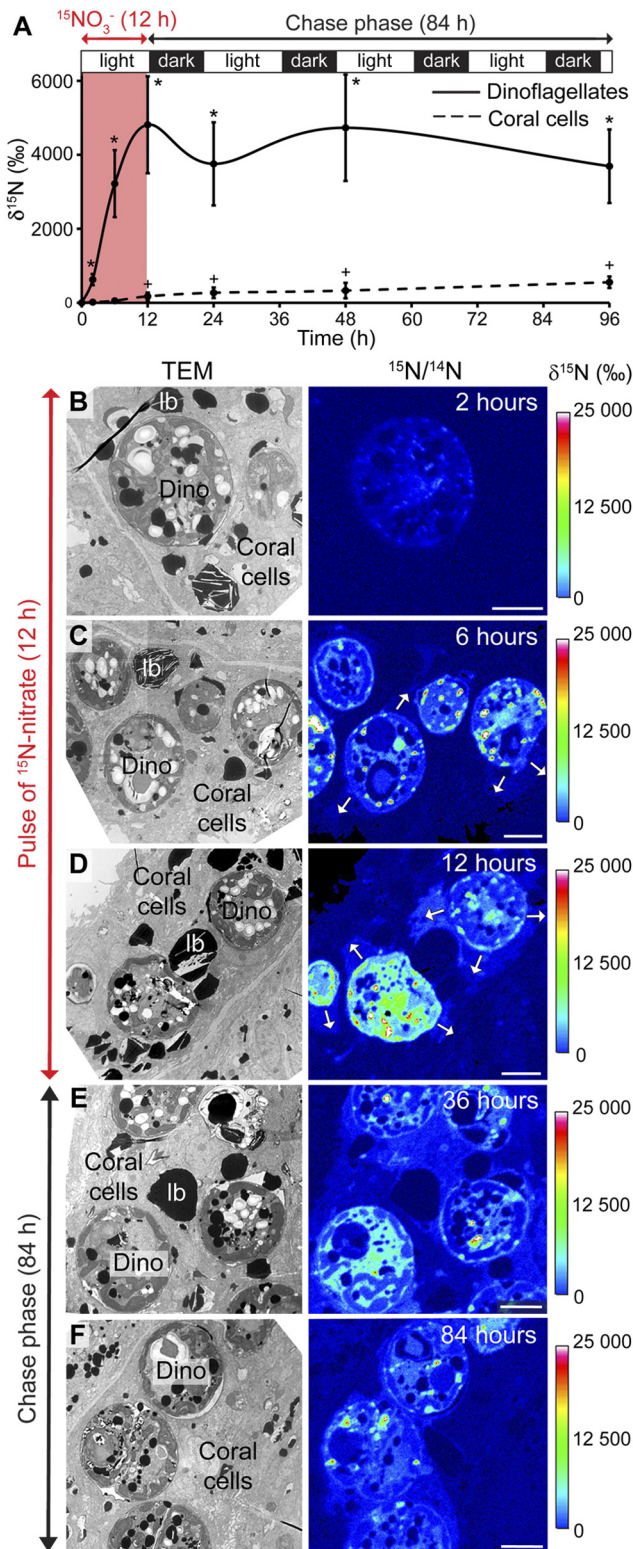 A
¹⁵NO₃⁻ (12 h)
Chase phase (84 h)
light dark light dark light dark light dark
6000
4000
2000
0
δ¹⁵N (‰)
Dinoflagellates
Coral cells
* * * * * *
+ + + +
0 12 24 36 48 60 72 84 96
Time (h)
TEM
¹⁵N/¹⁴N
δ¹⁵N (‰)
Pulse of ¹⁵N-nitrate (12 h)
B
lb
Dino
Coral
cells
2 hours
25 000
12 500
0
C
lb
Dino
Coral
cells
6 hours
25 000
12 500
0
D
Coral
cells
Dino
lb
12 hours
25 000
12 500
0
Chase phase (84 h)
E
Coral
cells
lb
Dino
36 hours
25 000
12 500
0
F
Dino
Coral
cells
84 hours
25 000
12 500
0